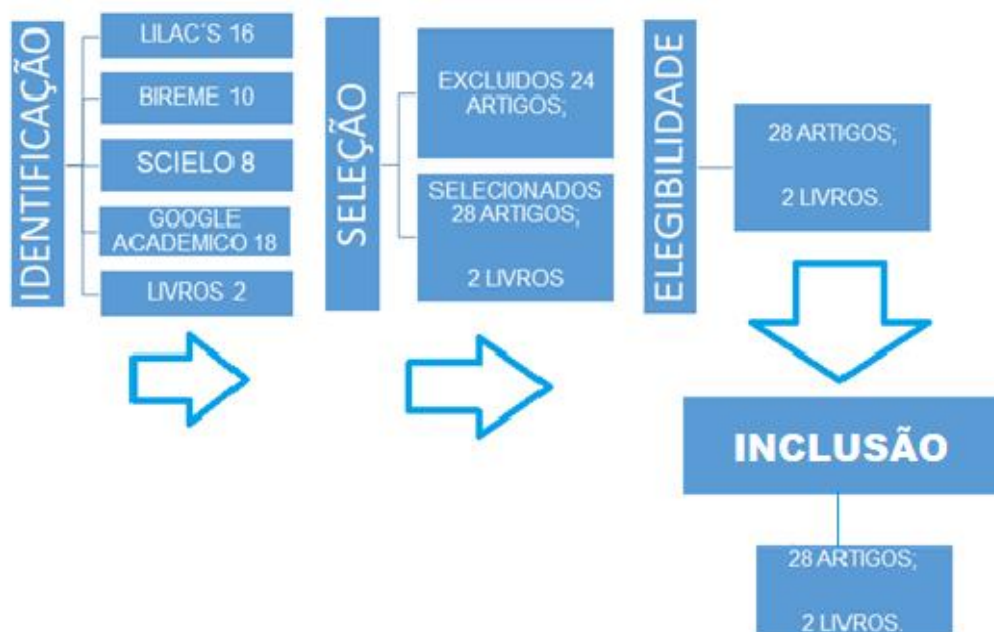 IDENTIFICAÇÃO
LILAC´S 16
BIREME 10
SCIELO 8
GOOGLE
ACADEMICO 18
LIVROS 2
SELEÇÃO
EXCLUIDOS 24
ARTIGOS;
SELECIONADOS
28 ARTIGOS;
2 LIVROS
ELEGIBILIDADE
28 ARTIGOS;
2 LIVROS.
INCLUSÃO
28 ARTIGOS;
2 LIVROS.